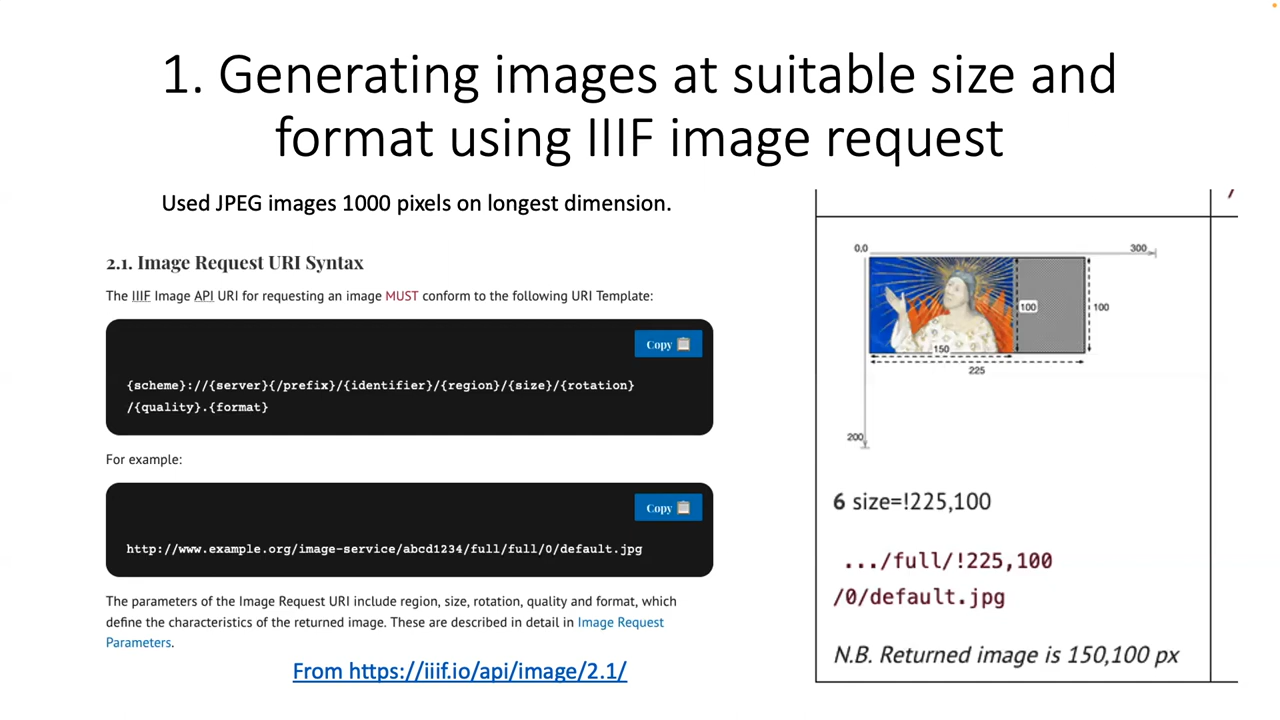 1. Generating images at suitable size and
format using IIIF image request
Used JPEG images 1000 pixels on longest dimension.
2.1. Image Request URI Syntax
The IIIF Image API URI for requesting an image MUST conform to the following URI Template:
Copy
{scheme}://{server}{/prefix}/{identifier}/{region}/{size}/{rotation}
/{quality}.{format}
For example:
Copy
http://www.example.org/image-service/abcd1234/full/full/0/default.jpg
The parameters of the Image Request URI include region, size, rotation, quality and format, which
define the characteristics of the returned image. These are described in detail in Image Request
Parameters.
From https://iiif.io/api/image/2.1/
/
0,0
300
100
100
150
225
200
6 size=!225,100
.../full/!225,100
/0/default.jpg
N.B. Returned image is 150,100 px